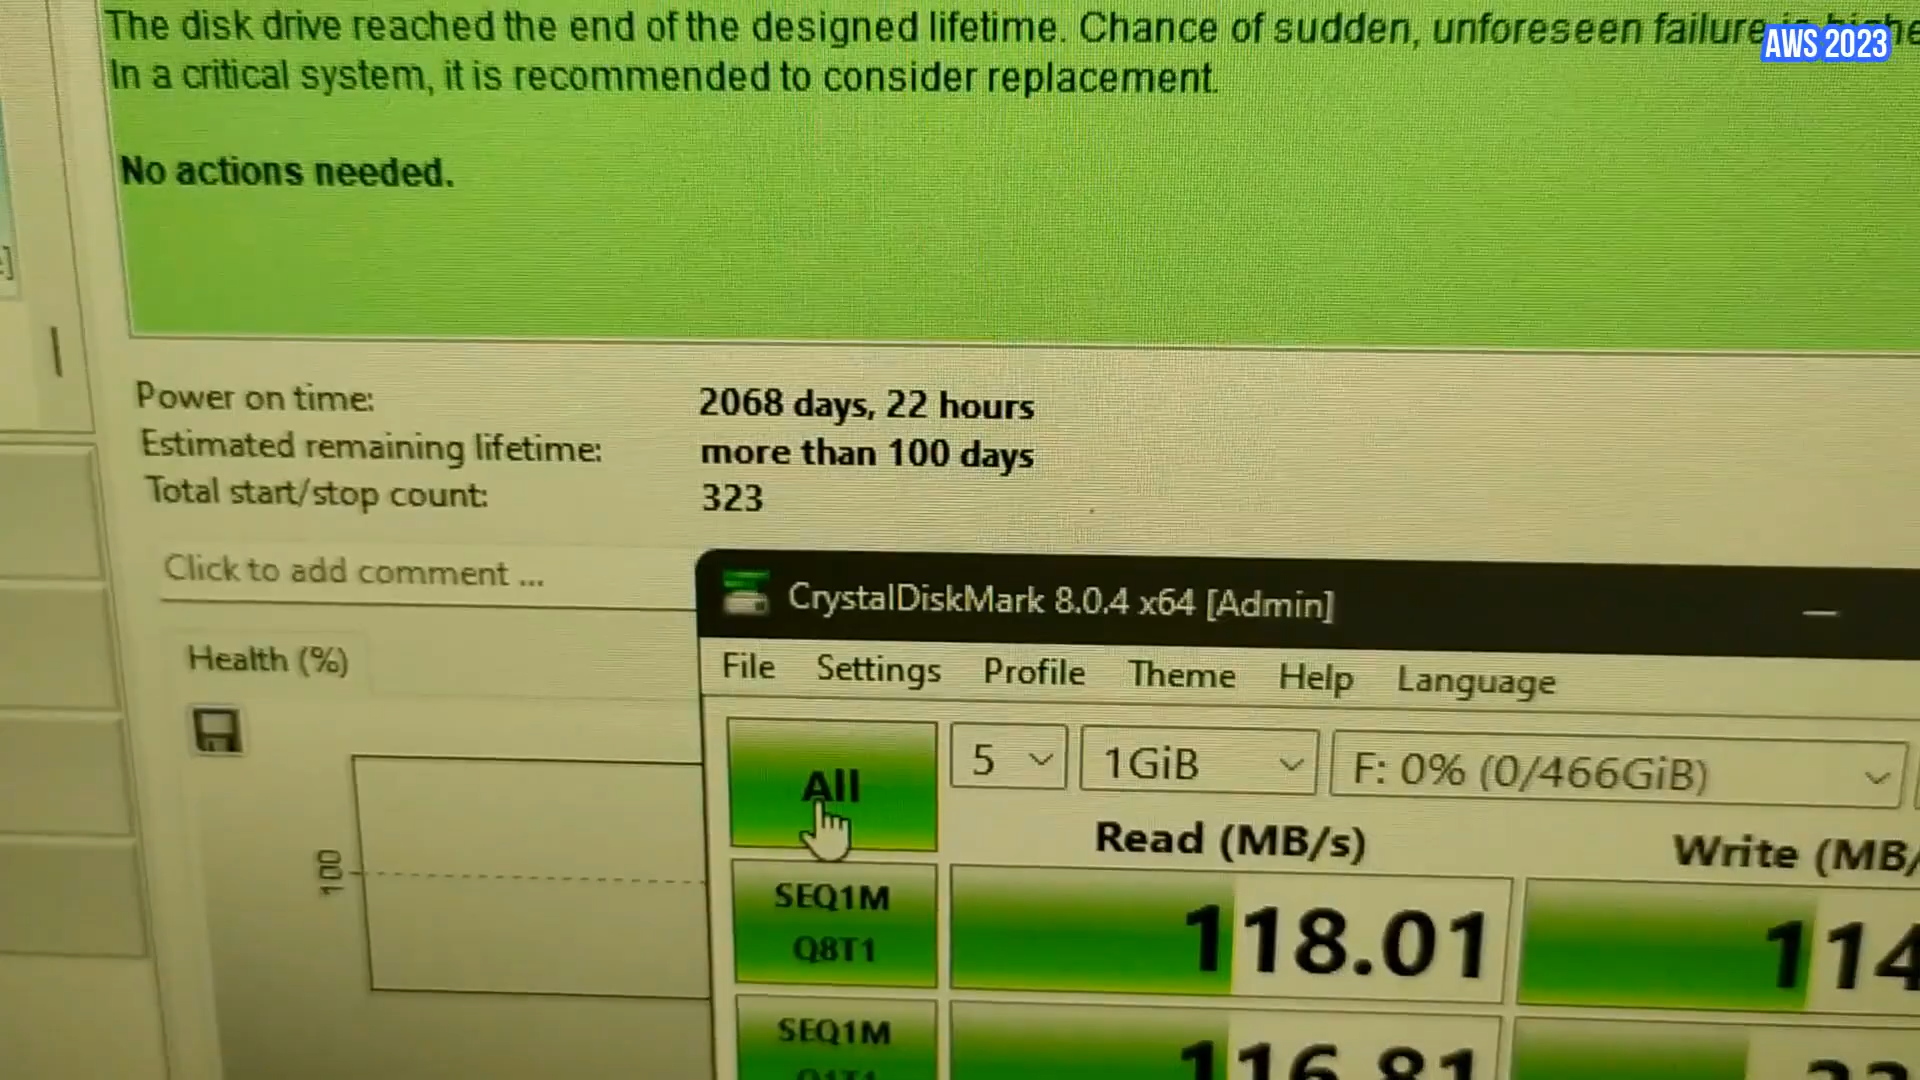 The disk drive reached the end of the designed lifetime. Chance of sudden, unforeseen failure
AWS 2023
In a critical system, it is recommended to consider replacement.
No actions needed.
Power on time: 2068 days, 22 hours
Estimated remaining lifetime: more than 100 days
Total start/stop count: 323
Click to add comment ...
CrystalDiskMark 8.0.4 x64 [Admin]
Health (%)
File Settings Profile Theme Help Language
All 5 1GiB F: 0% (0/466GiB)
100
Read (MB/s) Write (MB/
SEQ1M
Q8T1
118.01 114
SEQ1M
116.81